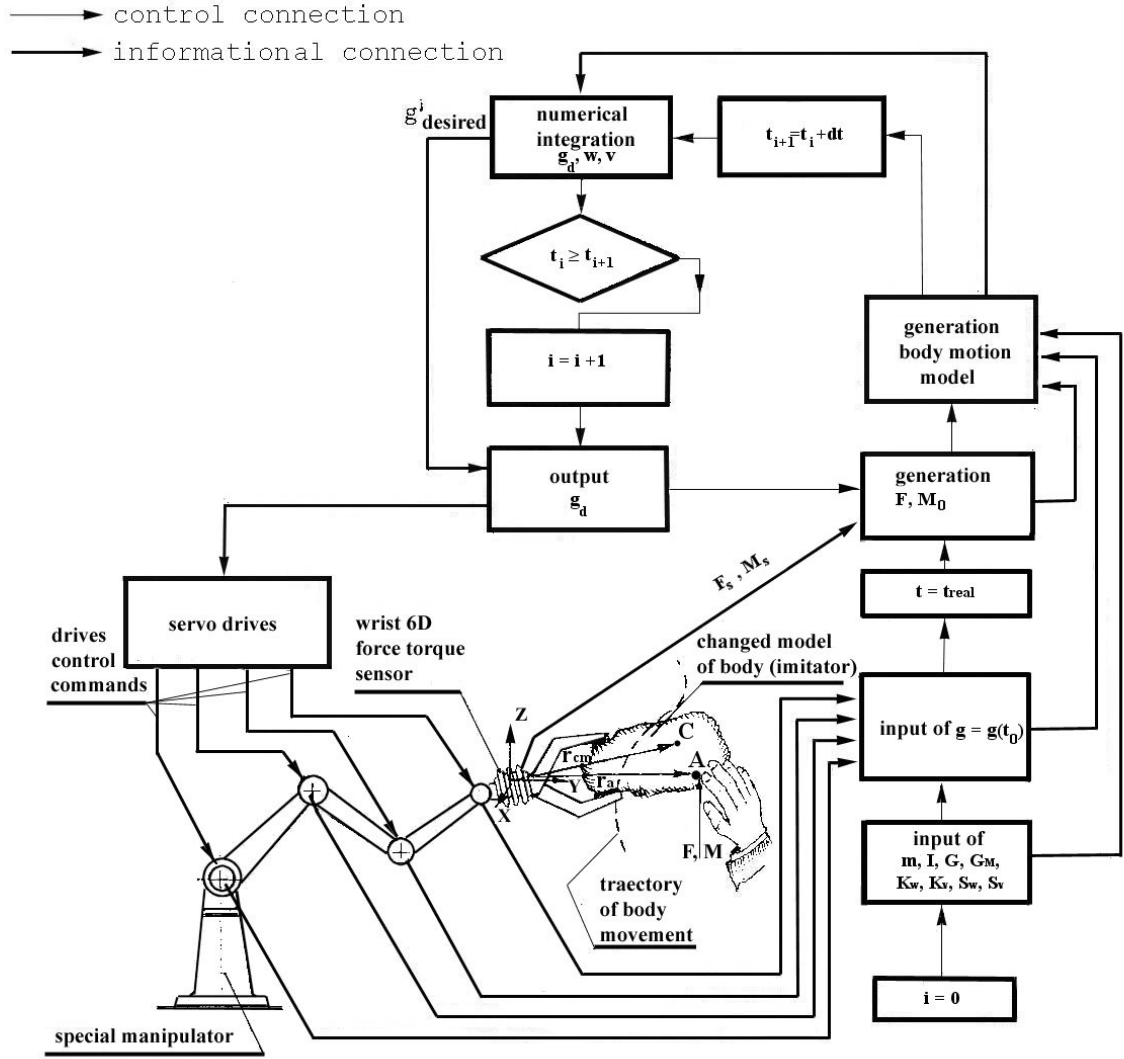 control connection
informational connection
g^i desired
numerical
integration
g_d, w, v
t_{i+1}=t_i+dt
t_i ≥ t_{i+1}
i = i +1
generation
body motion
model
output
g_d
generation
F, M_0
F_s , M_s
t = t_real
servo drives
drives
control
commands
wrist 6D
force torque
sensor
changed model
of body (imitator)
input of g = g(t_0)
Z
C
r_cm
A
Y
r_a
X
F, M
input of
m, I, G, G_M,
K_w, K_v, S_w, S_v
traectory
of body
movement
i = 0
special manipulator